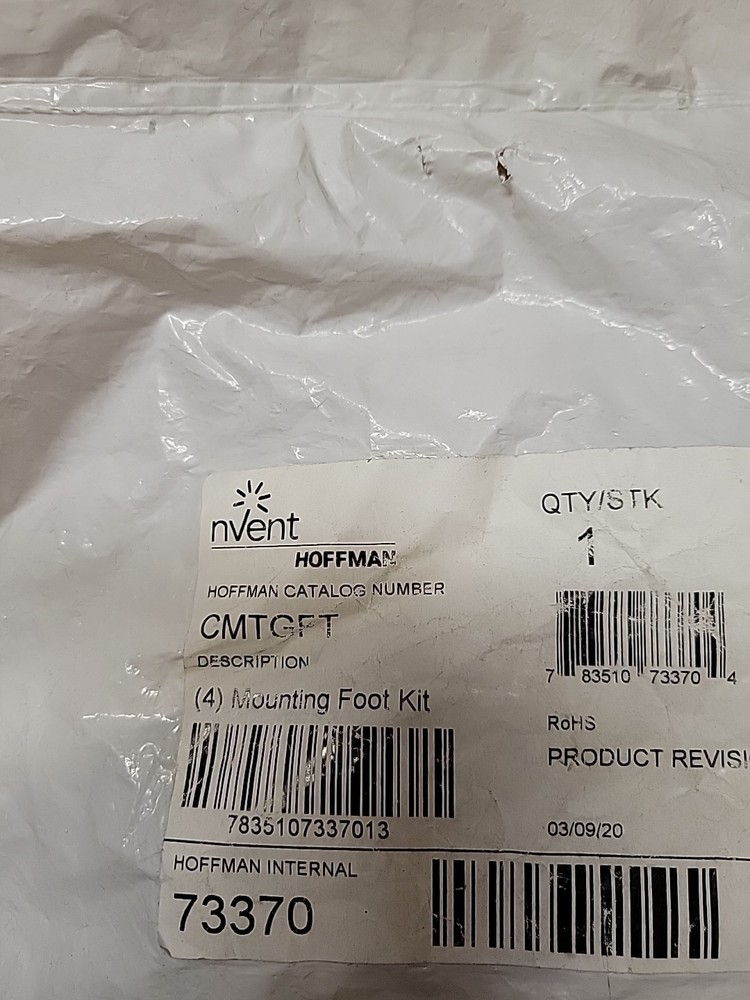 nVent
HOFFMAN
HOFFMAN CATALOG NUMBER
CMTGFT
DESCRIPTION
(4) Mounting Foot Kit
7835107337013
HOFFMAN INTERNAL
73370
QTY/STK
1
7 83510 73370 4
RoHS
PRODUCT REVISI
03/09/20